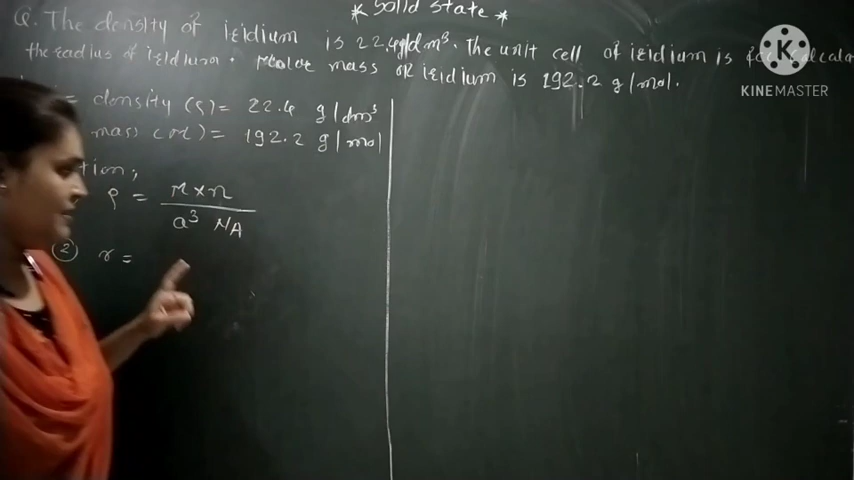 * Solid State *
Q. The density of iridium is 22.4g/dm³. The unit cell of iridium is fcc calcula
the radius of iridium. Molar mass of iridium is 192.2 g/mol.
density (ρ) = 22.4 g/dm³
mass (M) = 192.2 g/mol
tion,
ρ = M×n / a³ NA
② r =
KINEMASTER